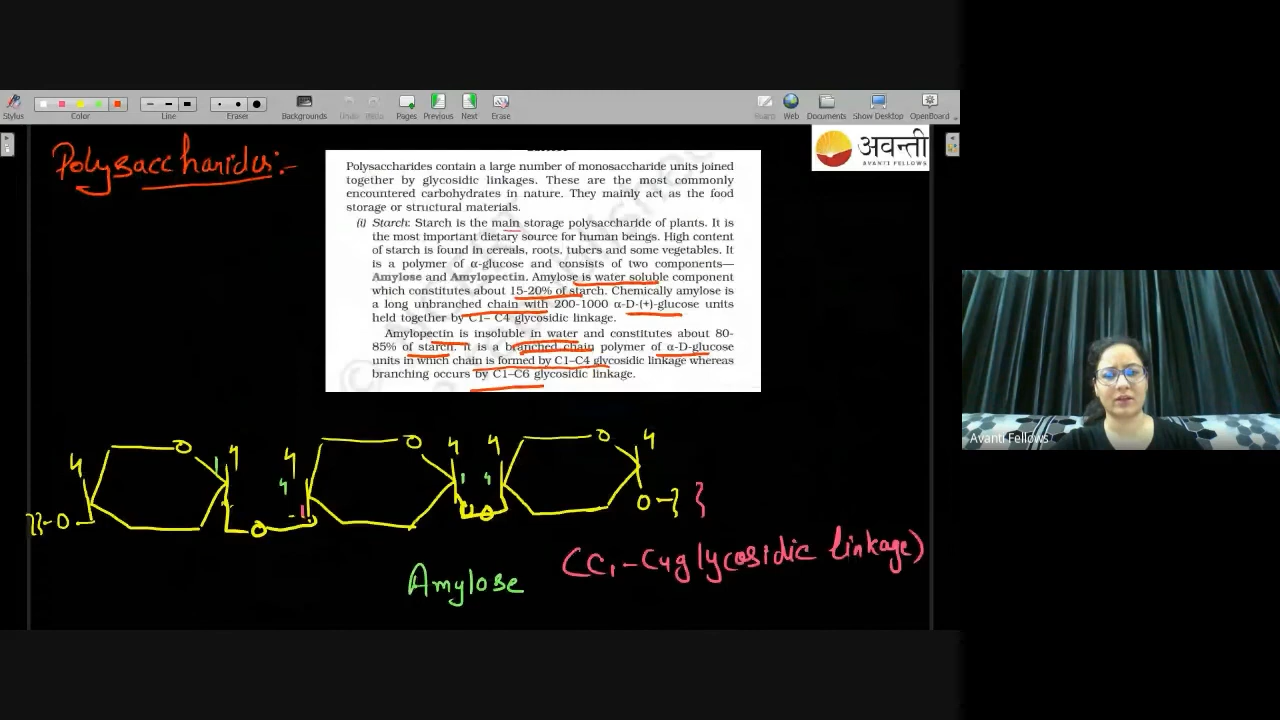 Stylus
Color
Line
Eraser
Backgrounds
Undo
Redo
Pages
Previous
Next
Erase
Board
Web
Documents
Show Desktop
OpenBoard
Polysaccharides:-
अवन्ती
AVANTI FELLOWS
Polysaccharides contain a large number of monosaccharide units joined
together by glycosidic linkages. These are the most commonly
encountered carbohydrates in nature. They mainly act as the food
storage or structural materials.
(i) Starch: Starch is the main storage polysaccharide of plants. It is
the most important dietary source for human beings. High content
of starch is found in cereals, roots, tubers and some vegetables. It
is a polymer of α-glucose and consists of two components—
Amylose and Amylopectin. Amylose is water soluble component
which constitutes about 15-20% of starch. Chemically amylose is
a long unbranched chain with 200-1000 α-D-(+)-glucose units
held together by C1– C4 glycosidic linkage.
Amylopectin is insoluble in water and constitutes about 80-
85% of starch. It is a branched chain polymer of α-D-glucose
units in which chain is formed by C1–C4 glycosidic linkage whereas
branching occurs by C1–C6 glycosidic linkage.
Avanti Fellows
H O H H O H H O H
1 4 1 4
O O O O
(C1-C4 glycosidic linkage)
Amylose